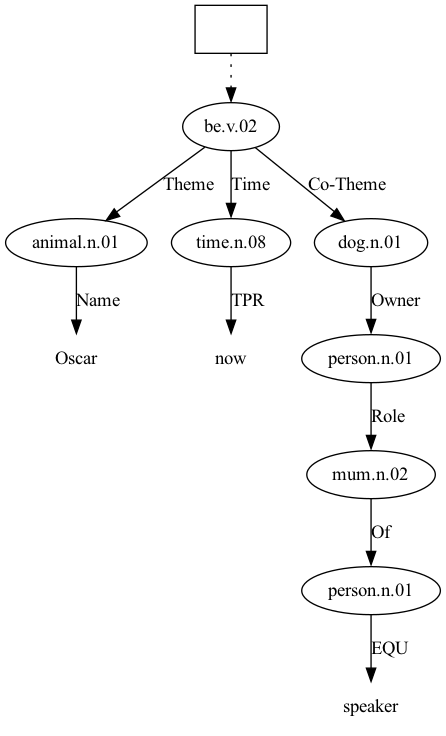 be.v.02
Theme Time Co-Theme
animal.n.01 time.n.08 dog.n.01
Name TPR Owner
Oscar now person.n.01
Role
mum.n.02
Of
person.n.01
EQU
speaker